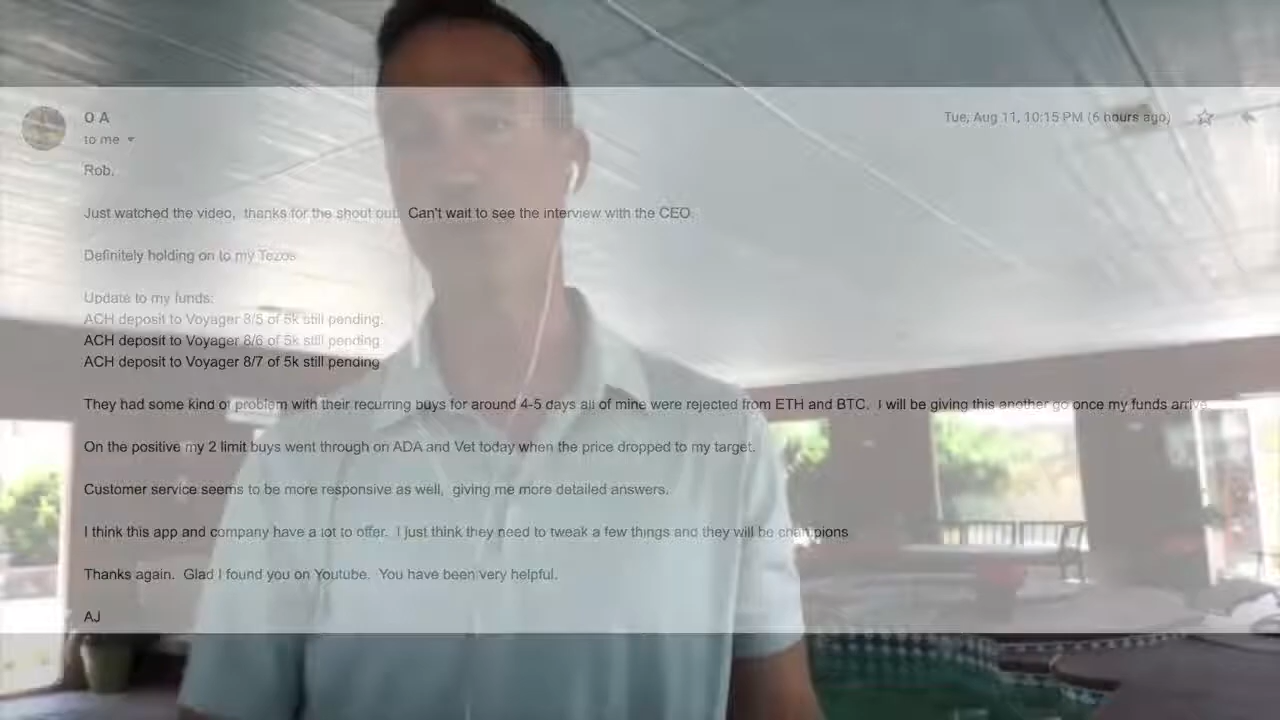 O A
Tue, Aug 11, 10:15 PM (6 hours ago)
to me
Rob,
Just watched the video,  thanks for the shout out.  Can't wait to see the interview with the CEO.
Definitely holding on to my Tezos
Update to my funds:
ACH deposit to Voyager 8/5 of 5k still pending.
ACH deposit to Voyager 8/6 of 5k still pending
ACH deposit to Voyager 8/7 of 5k still pending
They had some kind of problem with their recurring buys for around 4-5 days all of mine were rejected from ETH and BTC.  I will be giving this another go once my funds arrive.
On the positive my 2 limit buys went through on ADA and Vet today when the price dropped to my target.
Customer service seems to be more responsive as well,  giving me more detailed answers.
I think this app and company have a lot to offer.  I just think they need to tweak a few things and they will be champions
Thanks again.  Glad I found you on Youtube.  You have been very helpful.
AJ